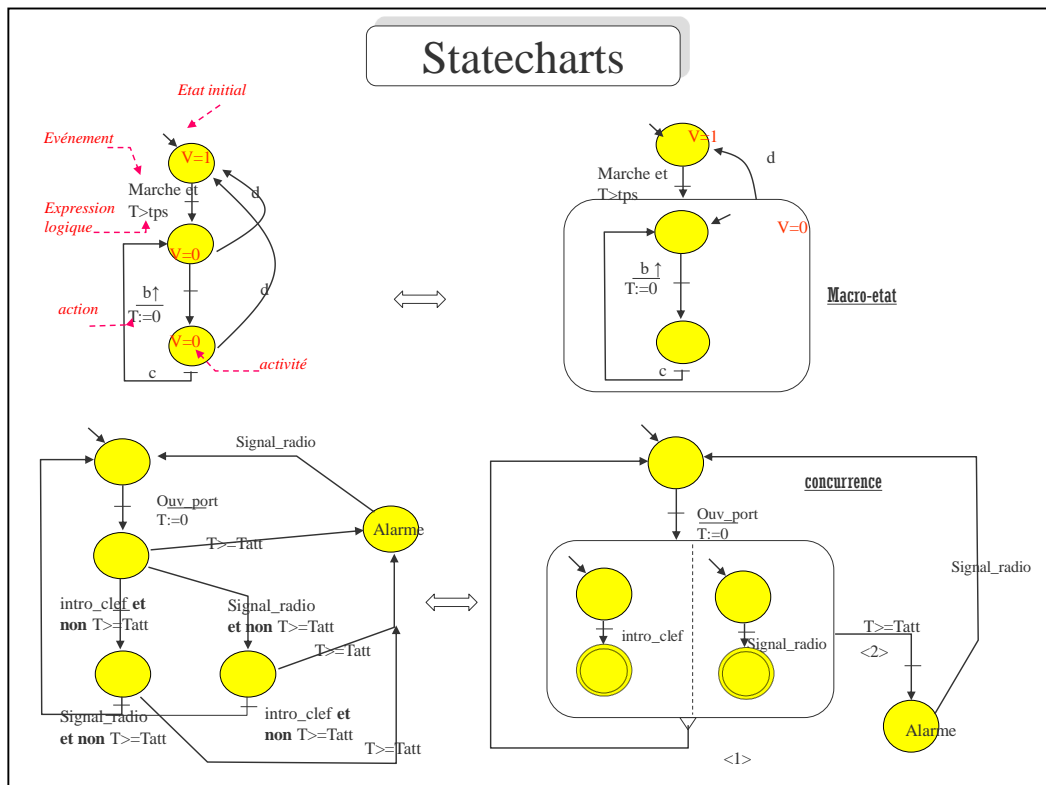 Statecharts
Etat initial
Evénement
V=1
Marche et
T>tps
d
Expression
logique
V=0
b↑
T:=0
d
action
V=0
activité
c
V=1
d
Marche et
T>tps
V=0
b ↑
T:=0
Macro-etat
c
Signal_radio
Ouv_port
T:=0
Alarme
T>=Tatt
intro_clef et
non T>=Tatt
Signal_radio
et non T>=Tatt
T>=Tatt
Signal_radio
et non T>=Tatt
intro_clef et
non T>=Tatt
T>=Tatt
concurrence
Ouv_port
T:=0
Signal_radio
intro_clef
Signal_radio
T>=Tatt
<2>
Alarme
<1>